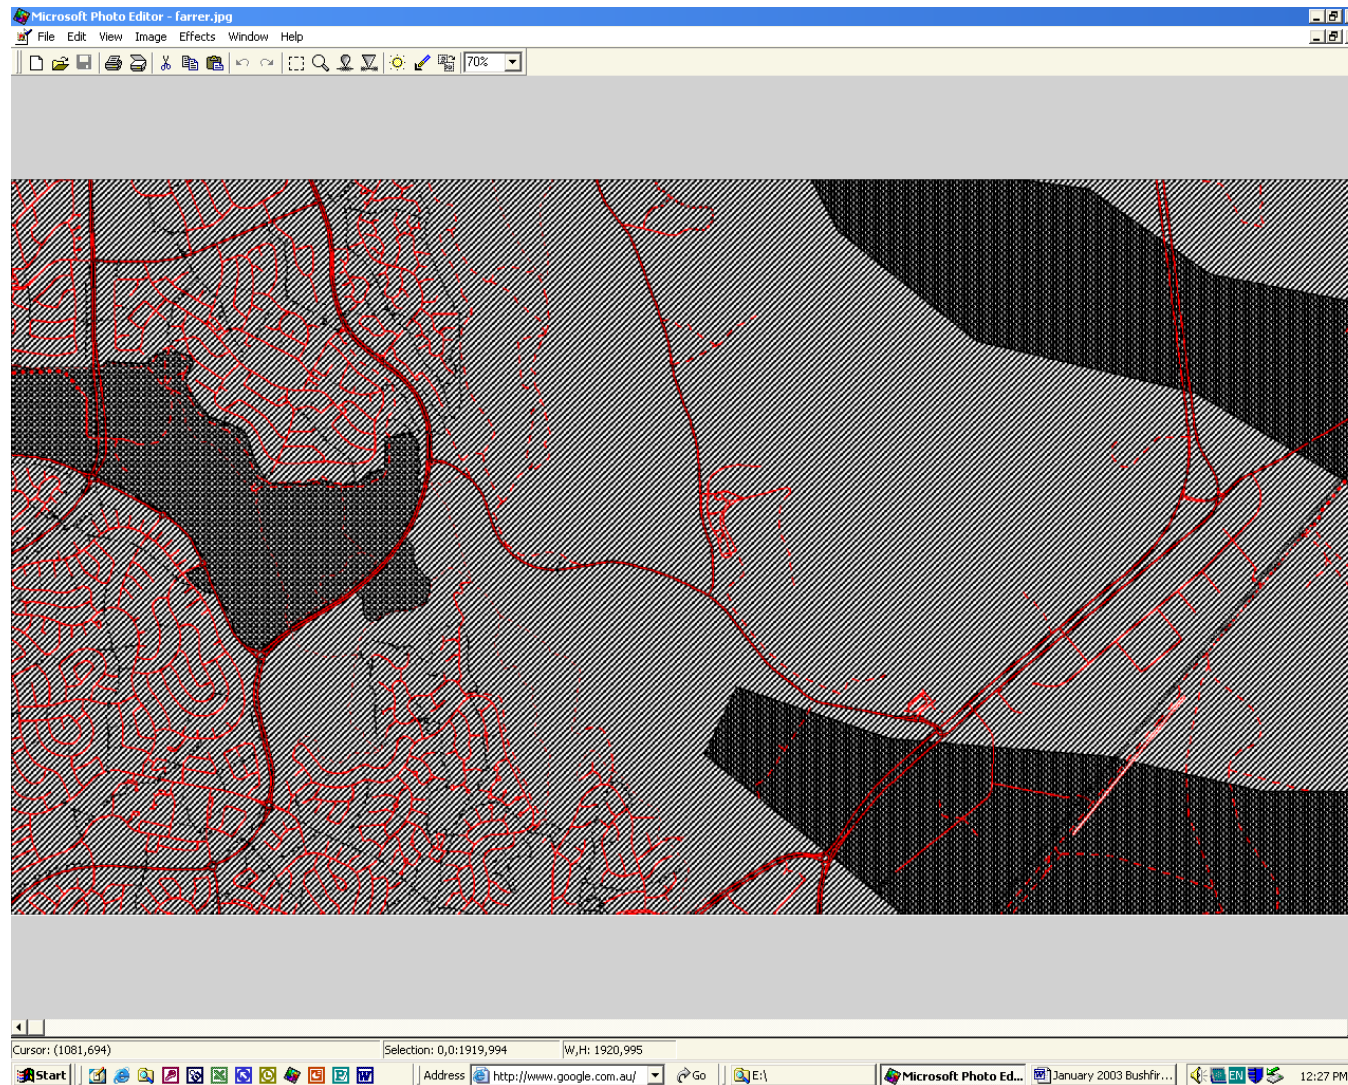 Microsoft Photo Editor - farrer.jpg
File Edit View Image Effects Window Help
70%
Cursor: (1081,694) Selection: 0,0:1919,994 W,H: 1920,995
Start Address http://www.google.com.au/ Go E:\ Microsoft Photo Ed... January 2003 Bushfir... EN 12:27 PM